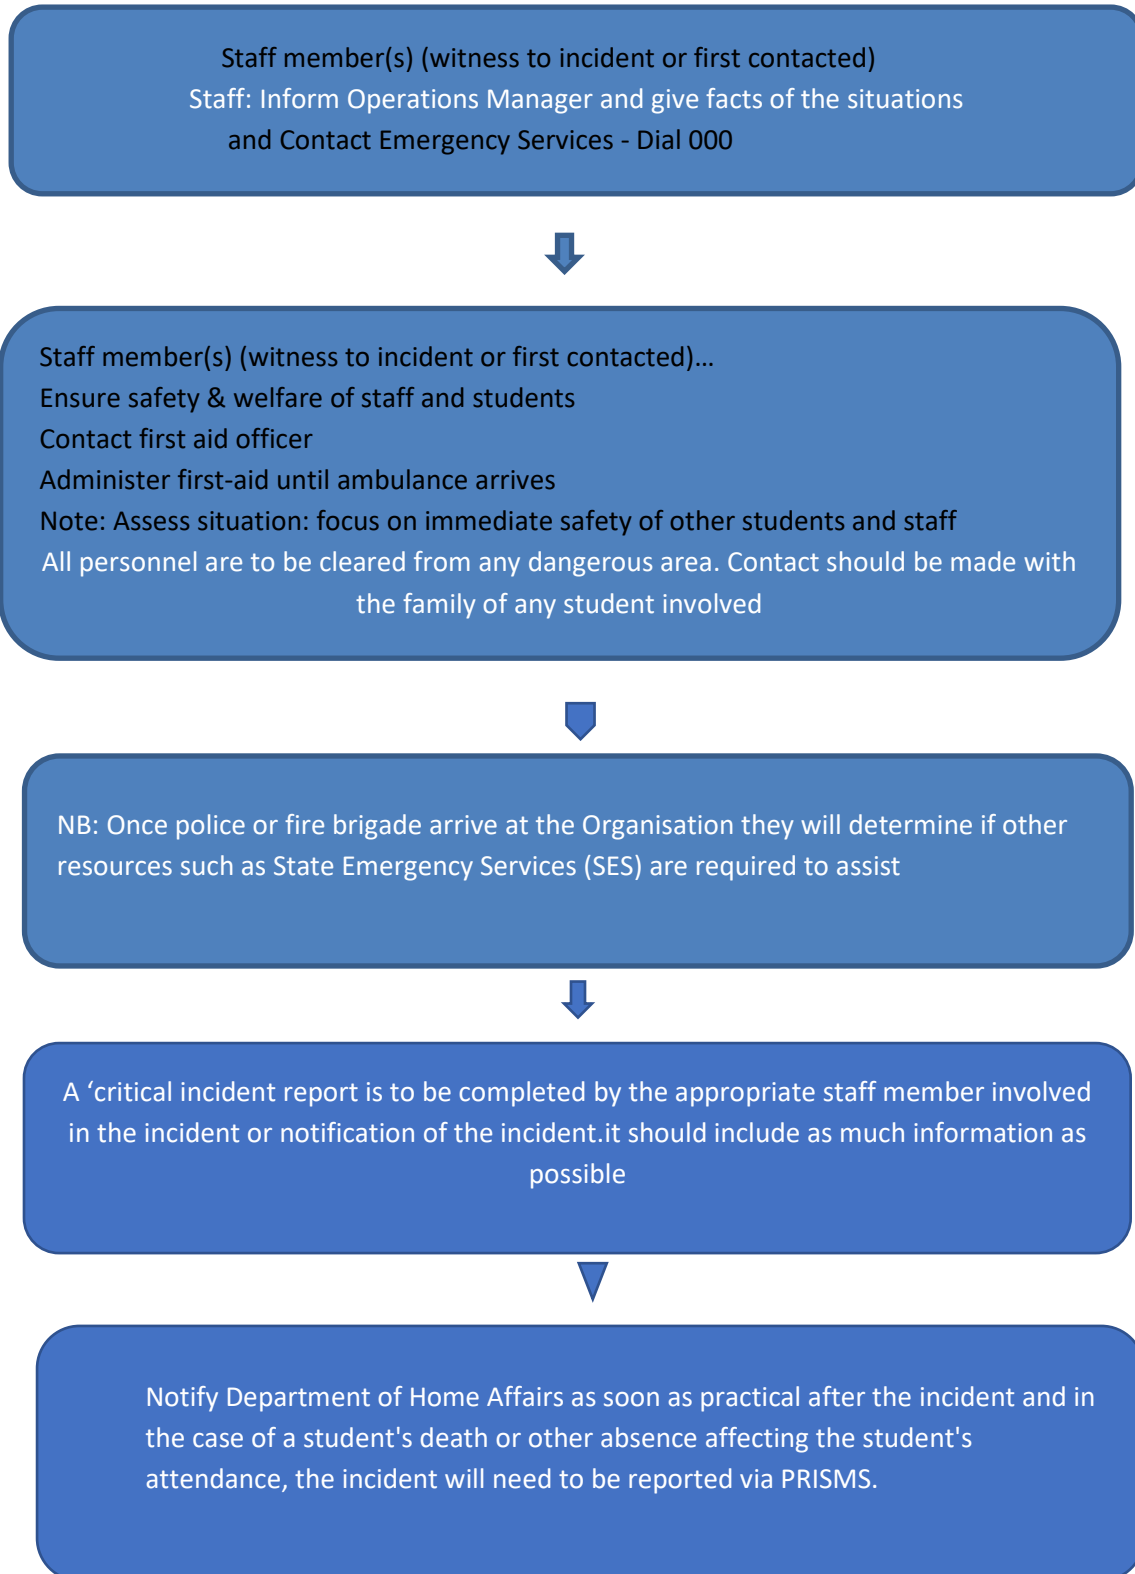 Staff member(s) (witness to incident or first contacted)
Staff: Inform Operations Manager and give facts of the situations
and Contact Emergency Services - Dial 000
Staff member(s) (witness to incident or first contacted)...
Ensure safety & welfare of staff and students
Contact first aid officer
Administer first-aid until ambulance arrives
Note: Assess situation: focus on immediate safety of other students and staff
All personnel are to be cleared from any dangerous area. Contact should be made with
the family of any student involved
NB: Once police or fire brigade arrive at the Organisation they will determine if other
resources such as State Emergency Services (SES) are required to assist
A ‘critical incident report is to be completed by the appropriate staff member involved
in the incident or notification of the incident.it should include as much information as
possible
Notify Department of Home Affairs as soon as practical after the incident and in
the case of a student's death or other absence affecting the student's
attendance, the incident will need to be reported via PRISMS.